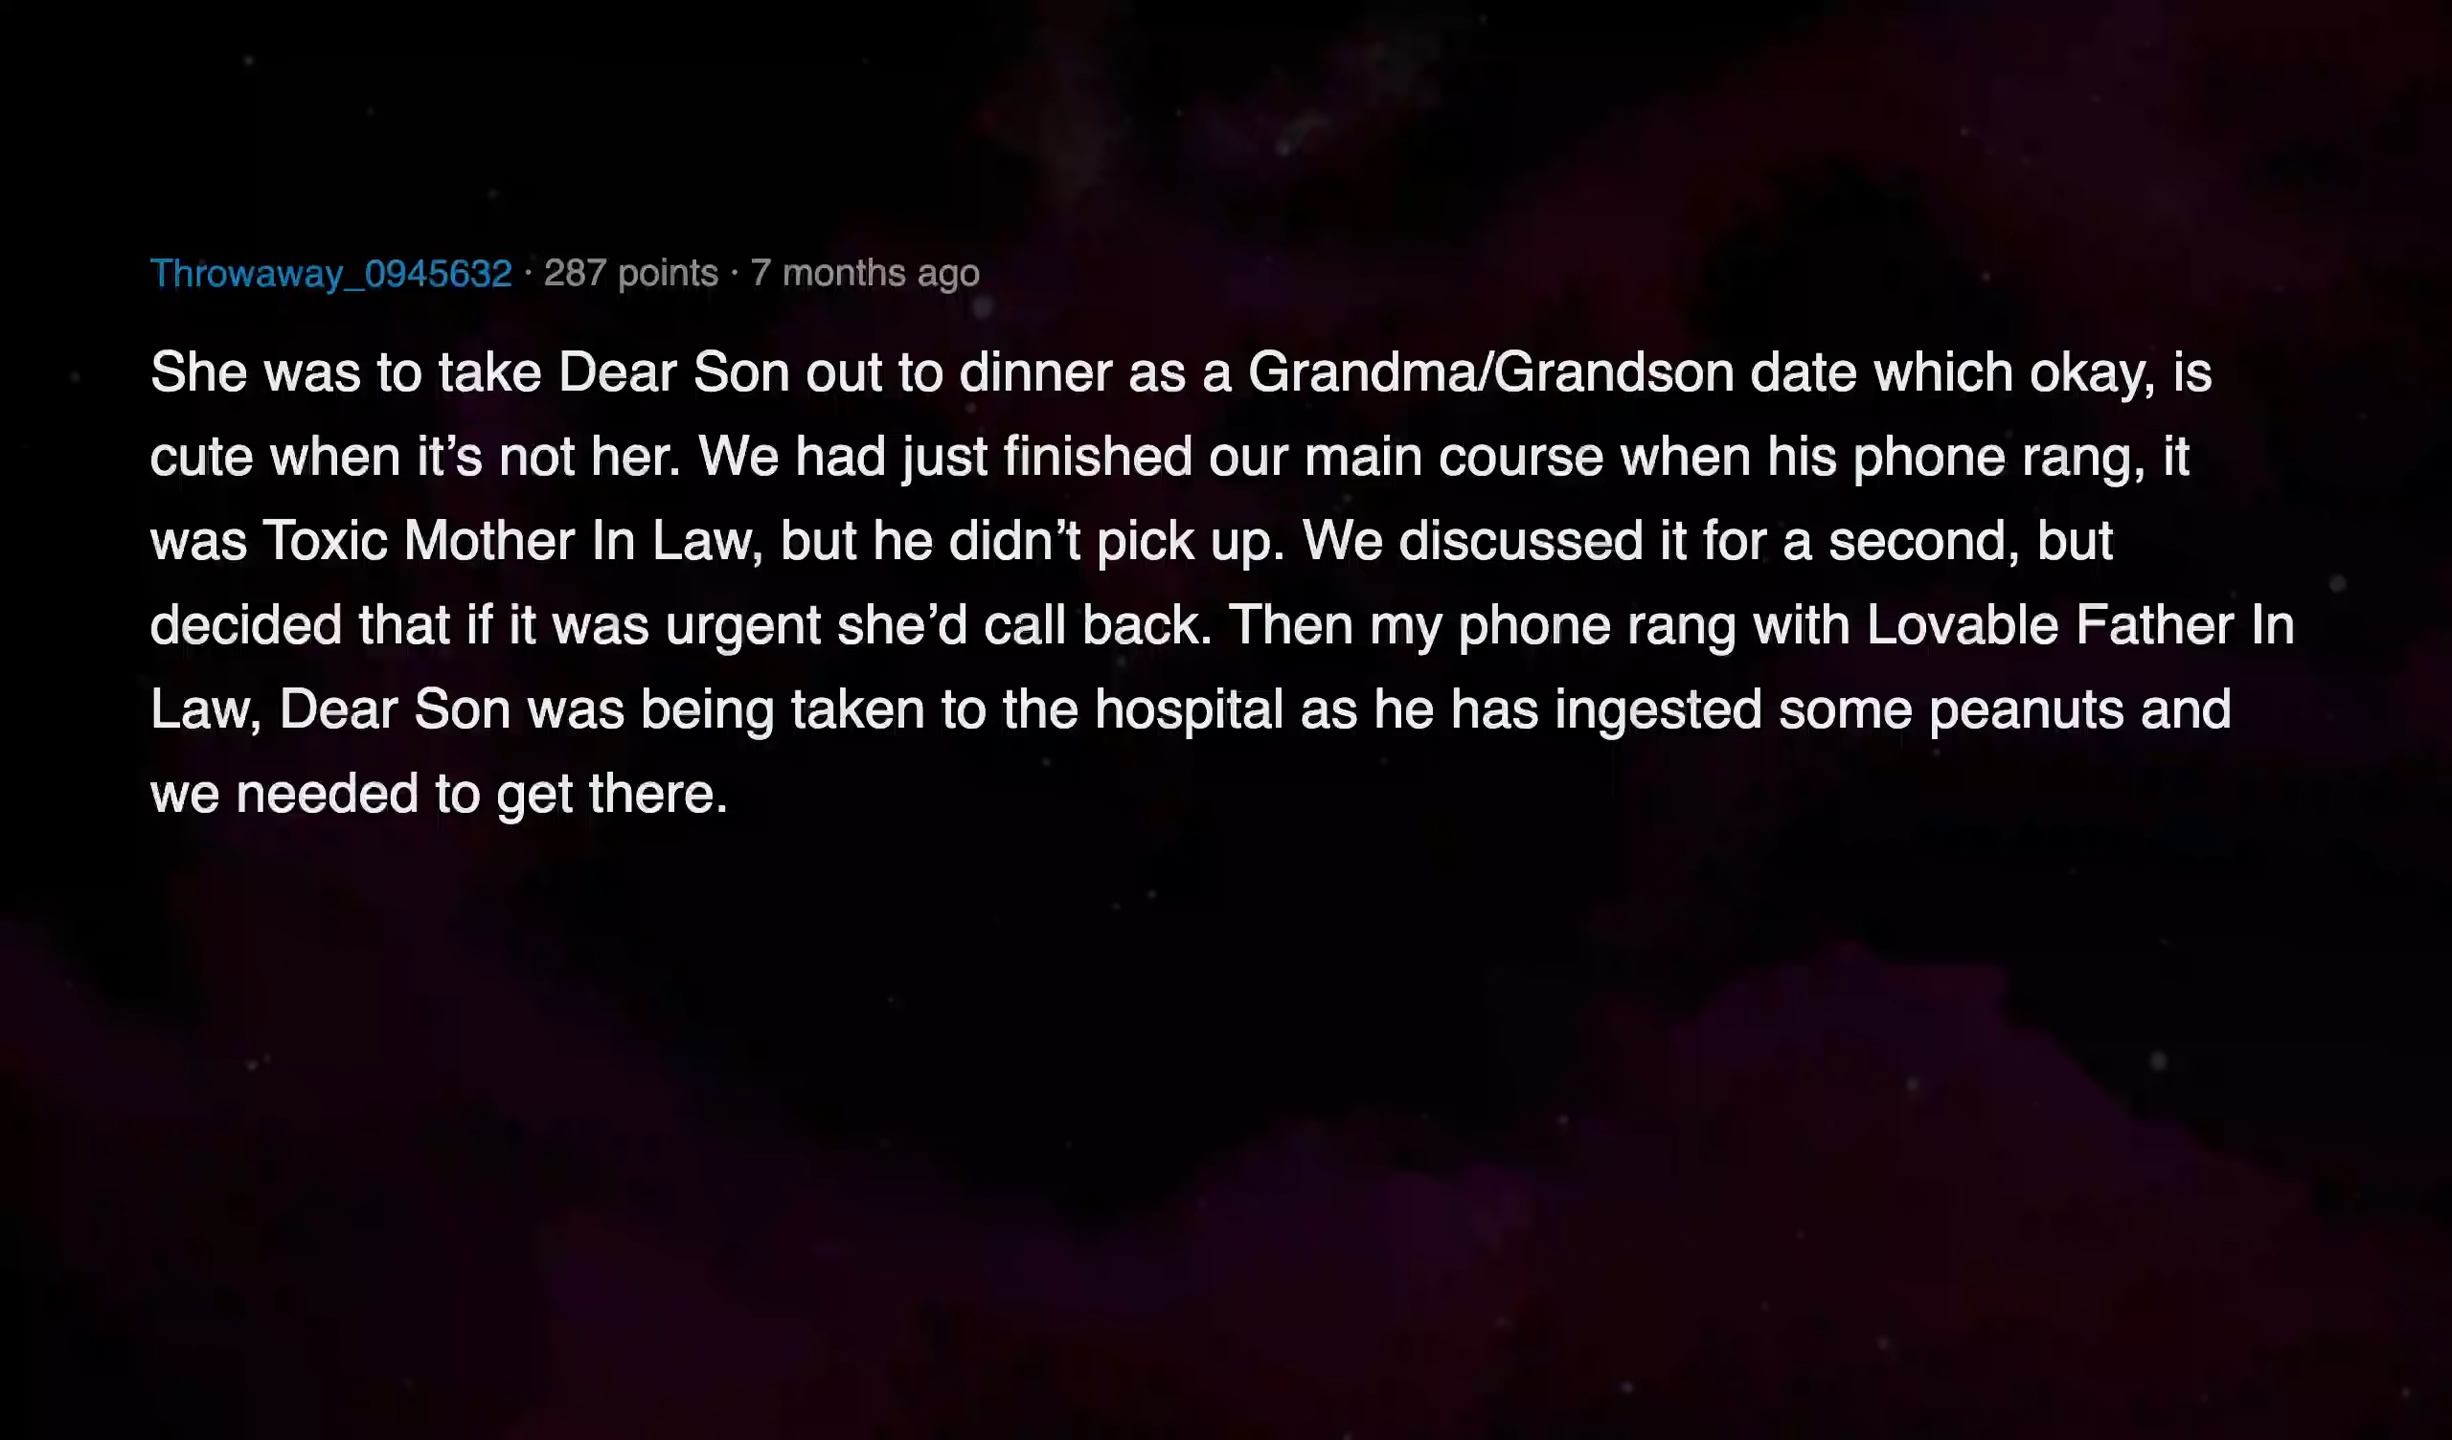 Throwaway_0945632 · 287 points · 7 months ago
She was to take Dear Son out to dinner as a Grandma/Grandson date which okay, is
cute when it’s not her. We had just finished our main course when his phone rang, it
was Toxic Mother In Law, but he didn’t pick up. We discussed it for a second, but
decided that if it was urgent she’d call back. Then my phone rang with Lovable Father In
Law, Dear Son was being taken to the hospital as he has ingested some peanuts and
we needed to get there.